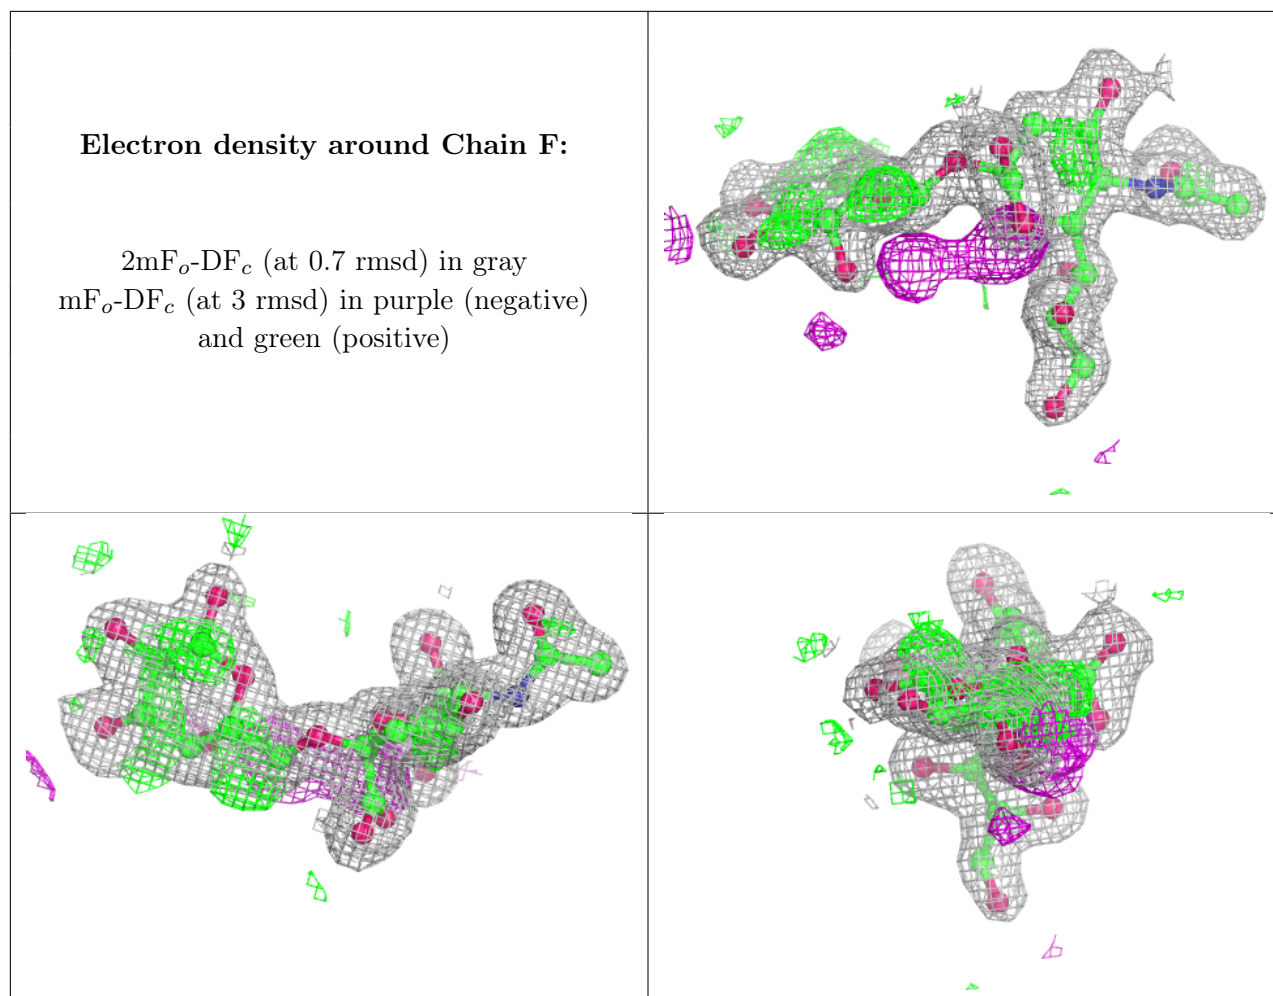 Electron density around Chain F:
2mFₒ-DF𝒸 (at 0.7 rmsd) in gray
mFₒ-DF𝒸 (at 3 rmsd) in purple (negative)
and green (positive)